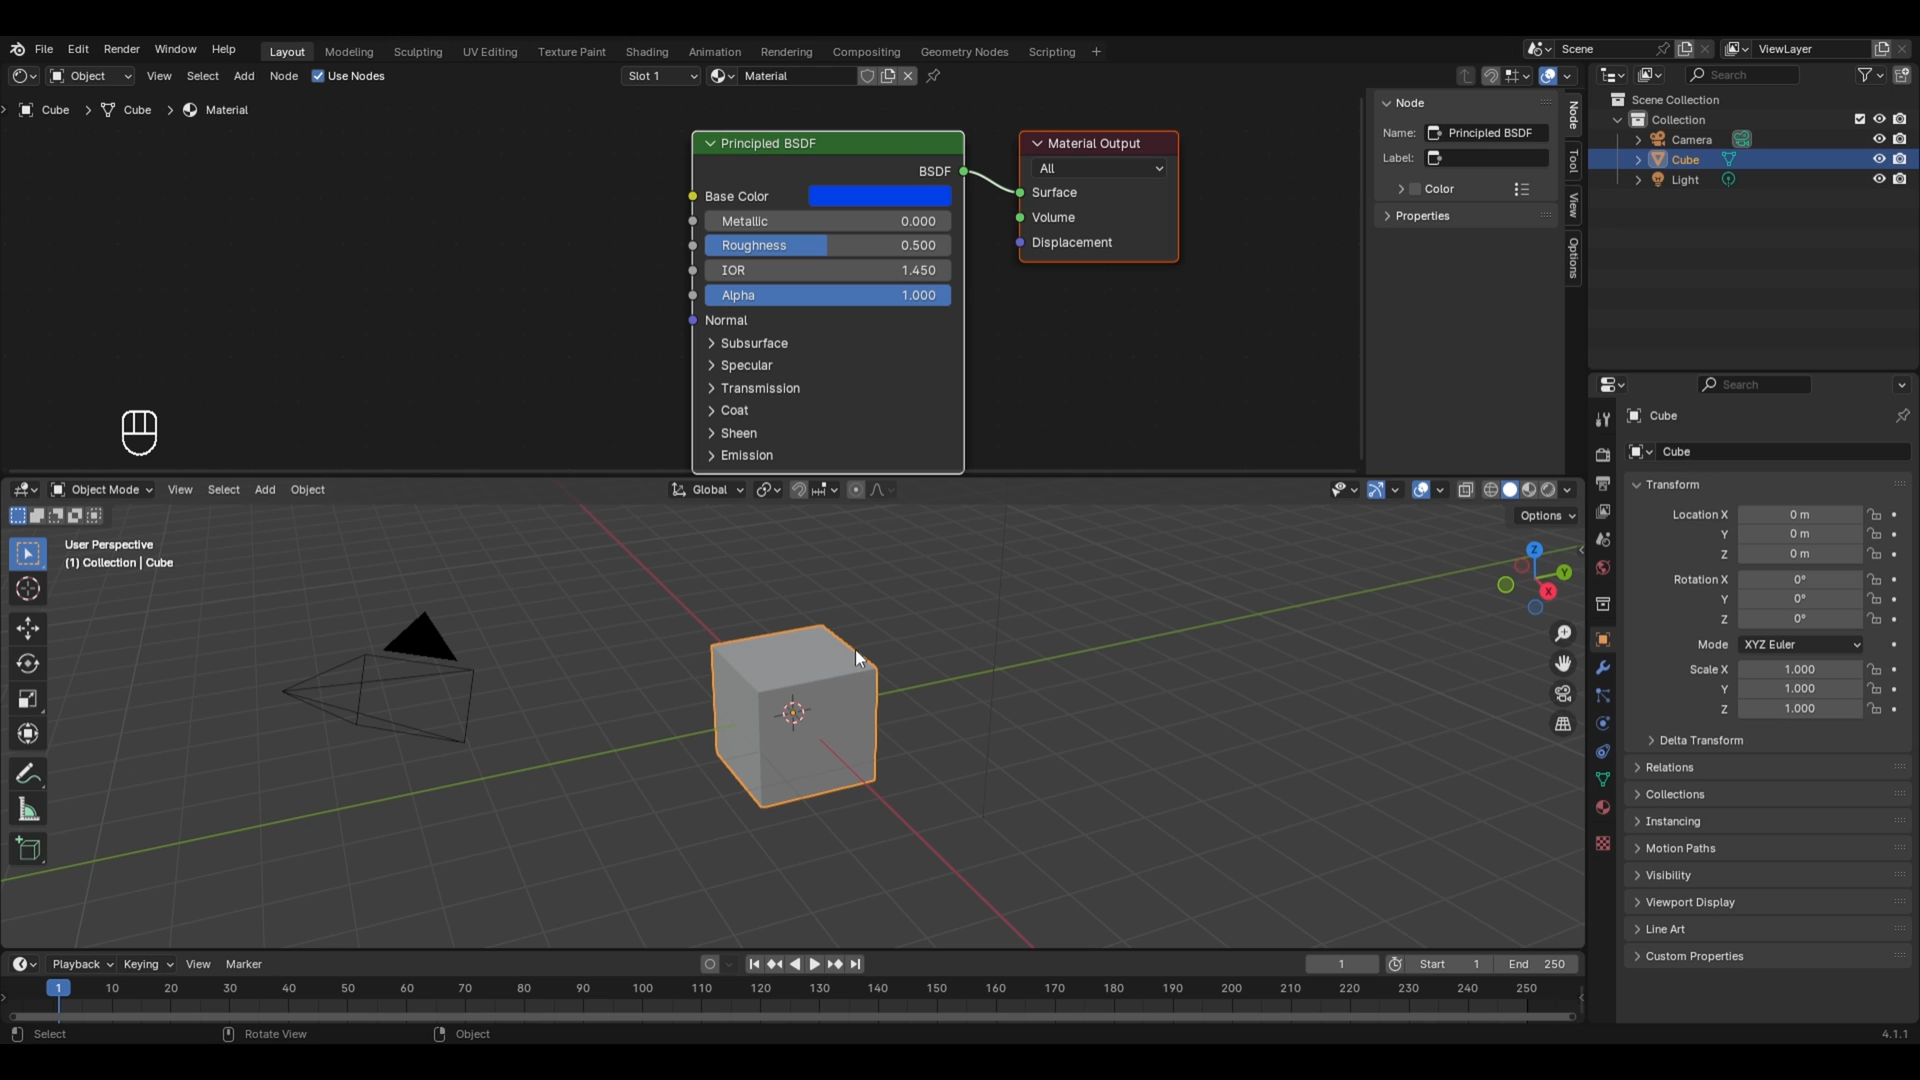 File Edit Render Window Help Layout Modeling Sculpting UV Editing Texture Paint Shading Animation Rendering Compositing Geometry Nodes Scripting + Scene ViewLayer
Object View Select Add Node Use Nodes Slot 1 Material Search
Cube > Cube > Material
Scene Collection
Collection
Camera
Cube
Light
Principled BSDF
BSDF
Base Color
Metallic 0.000
Roughness 0.500
IOR 1.450
Alpha 1.000
Normal
Subsurface
Specular
Transmission
Coat
Sheen
Emission
Material Output
All
Surface
Volume
Displacement
Node
Name: Principled BSDF
Label:
Color
Properties
Node
Tool
View
Options
Object Mode View Select Add Object Global
Options
User Perspective
(1) Collection | Cube
Z
Y
X
Search
Cube
Cube
Transform
Location X 0 m
Y 0 m
Z 0 m
Rotation X 0°
Y 0°
Z 0°
Mode XYZ Euler
Scale X 1.000
Y 1.000
Z 1.000
Delta Transform
Relations
Collections
Instancing
Motion Paths
Visibility
Viewport Display
Line Art
Custom Properties
Playback Keying View Marker 1 Start 1 End 250
1 10 20 30 40 50 60 70 80 90 100 110 120 130 140 150 160 170 180 190 200 210 220 230 240 250
Select Rotate View Object 4.1.1